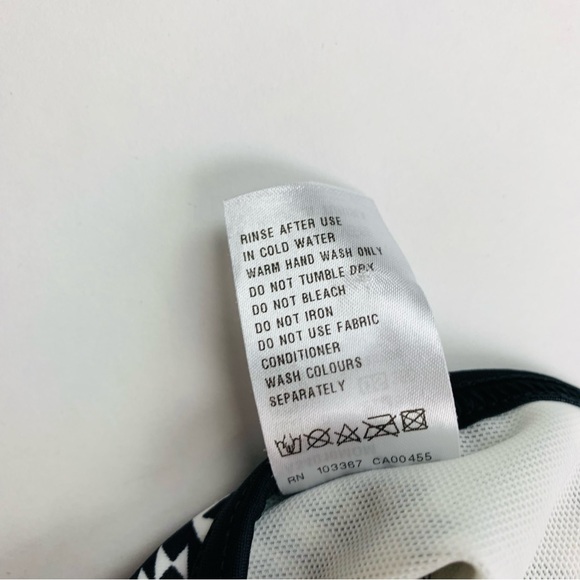 RINSE AFTER USE
IN COLD WATER
WARM HAND WASH ONLY
DO NOT TUMBLE DRY
DO NOT BLEACH
DO NOT IRON
DO NOT USE FABRIC
CONDITIONER
WASH COLOURS
SEPARATELY
RN 103367 CA00455